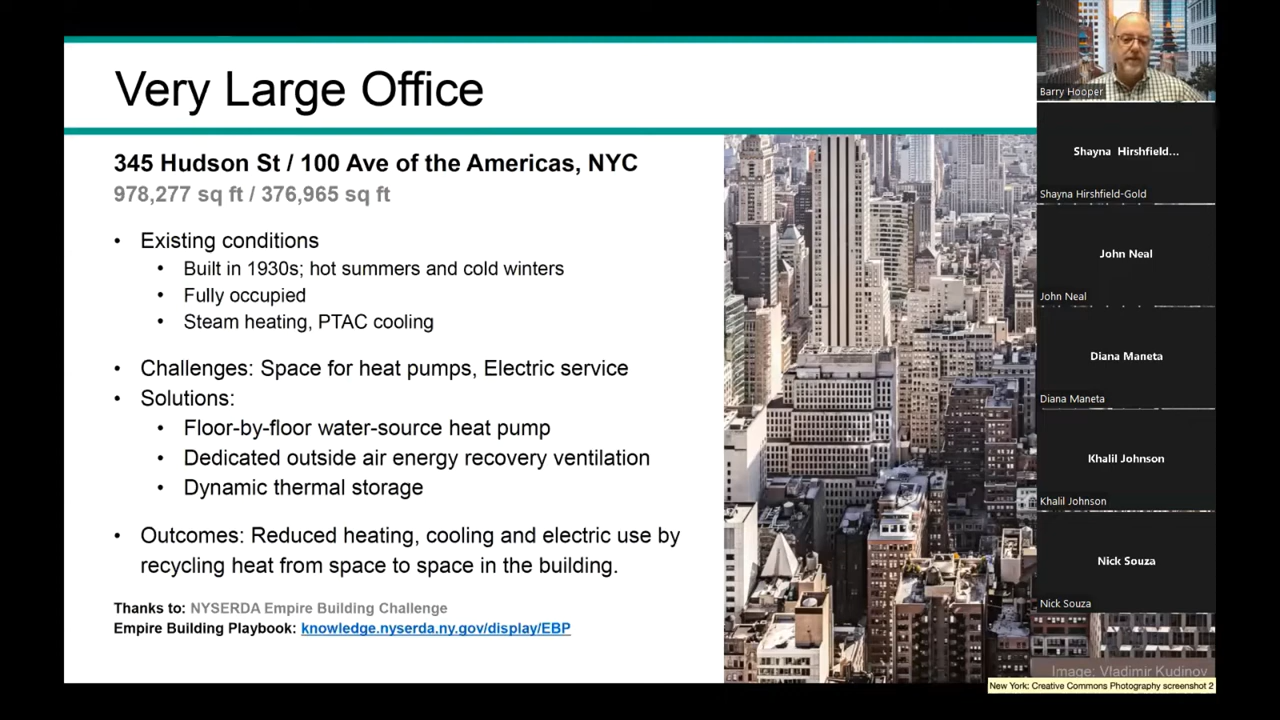 Very Large Office
345 Hudson St / 100 Ave of the Americas, NYC
978,277 sq ft / 376,965 sq ft
• Existing conditions
• Built in 1930s; hot summers and cold winters
• Fully occupied
• Steam heating, PTAC cooling
• Challenges: Space for heat pumps, Electric service
• Solutions:
• Floor-by-floor water-source heat pump
• Dedicated outside air energy recovery ventilation
• Dynamic thermal storage
• Outcomes: Reduced heating, cooling and electric use by
recycling heat from space to space in the building.
Thanks to: NYSERDA Empire Building Challenge
Empire Building Playbook: knowledge.nyserda.ny.gov/display/EBP
Barry Hooper
Shayna Hirshfield...
Shayna Hirshfield-Gold
John Neal
John Neal
Diana Maneta
Diana Maneta
Khalil Johnson
Khalil Johnson
Nick Souza
Nick Souza
Image: Vladimir Kudinov
New York: Creative Commons Photography screenshot 2